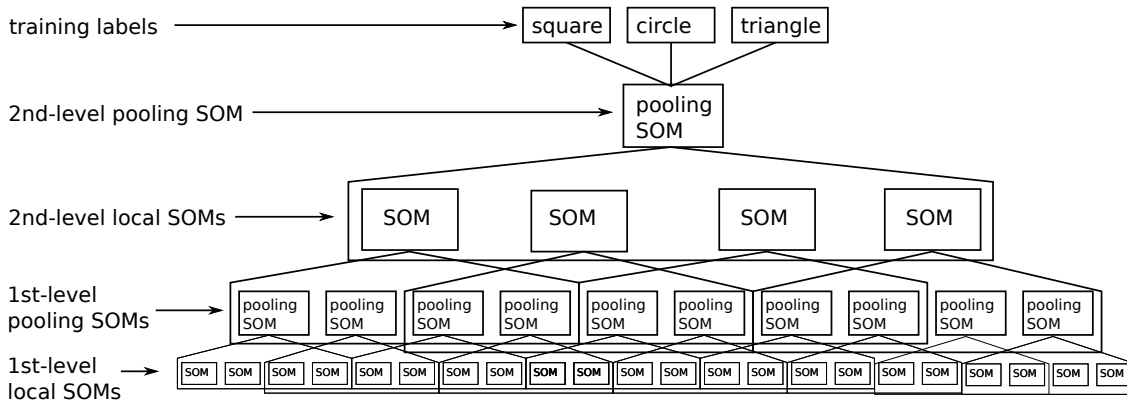 training labels square circle triangle
2nd-level pooling SOM
pooling
SOM
2nd-level local SOMs SOM SOM SOM SOM
1st-level
pooling SOMs
pooling pooling pooling pooling pooling pooling pooling pooling pooling pooling
SOM SOM SOM SOM SOM SOM SOM SOM SOM SOM
1st-level
local SOMs
SOM SOM SOM SOM SOM SOM SOM SOM SOM SOM SOM SOM SOM SOM SOM SOM SOM SOM SOM SOM SOM SOM